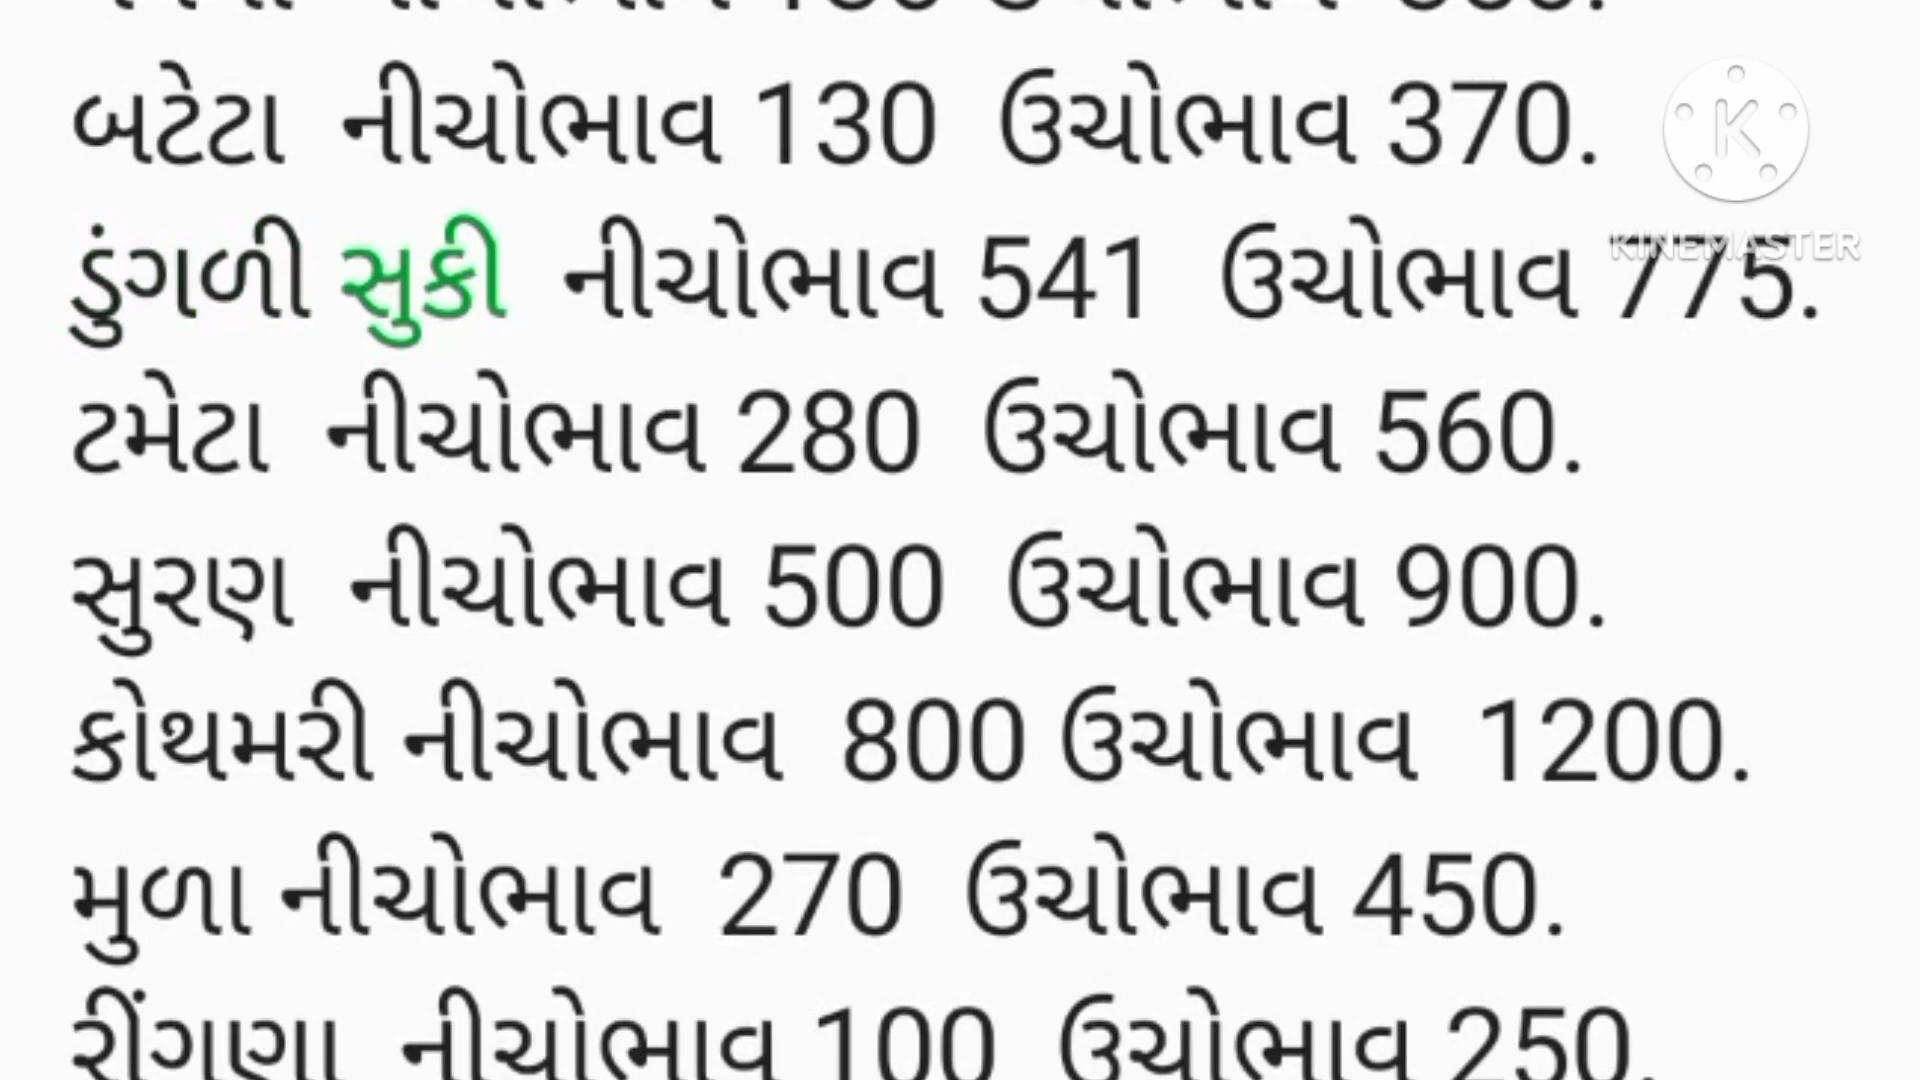 બટેટા નીચોભાવ 130 ઉચોભાવ 370.
ડુંગળી સુકી નીચોભાવ 541 ઉચોભાવ 775.
ટમેટા નીચોભાવ 280 ઉચોભાવ 560.
સુરણ નીચોભાવ 500 ઉચોભાવ 900.
કોથમરી નીચોભાવ 800 ઉચોભાવ 1200.
મુળા નીચોભાવ 270 ઉચોભાવ 450.
રીંગણા નીચોભાવ 100 ઉચોભાવ 250.
K
KINEMASTER